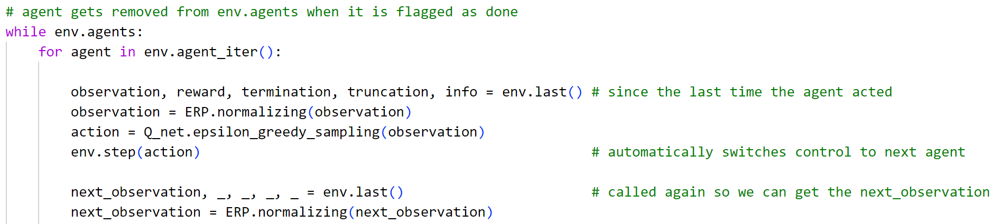 # agent gets removed from env.agents when it is flagged as done
while env.agents:
    for agent in env.agent_iter():

        observation, reward, termination, truncation, info = env.last() # since the last time the agent acted
        observation = ERP.normalizing(observation)
        action = Q_net.epsilon_greedy_sampling(observation)
        env.step(action)                                                # automatically switches control to next agent

        next_observation, _, _, _, _ = env.last()                       # called again so we can get the next_observation
        next_observation = ERP.normalizing(next_observation)